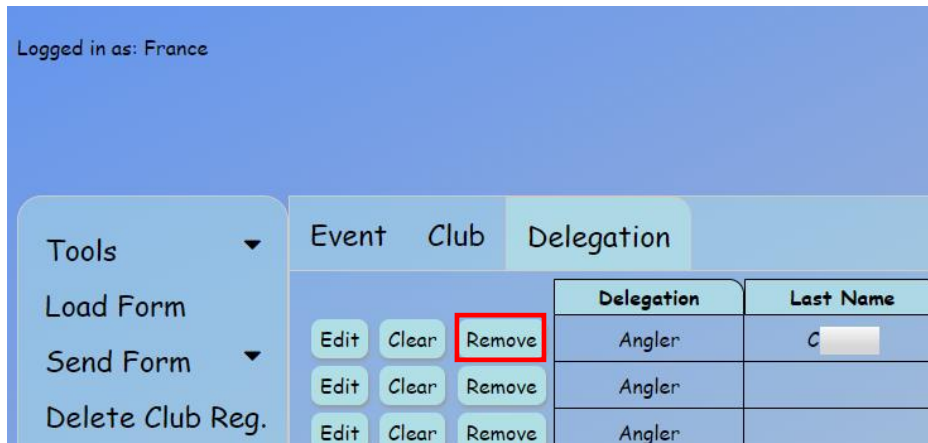 Logged in as: France
Event Club Delegation
Tools
Load Form
Send Form
Delete Club Reg.
Delegation Last Name
Edit Clear Remove Angler C
Edit Clear Remove Angler
Edit Clear Remove Angler